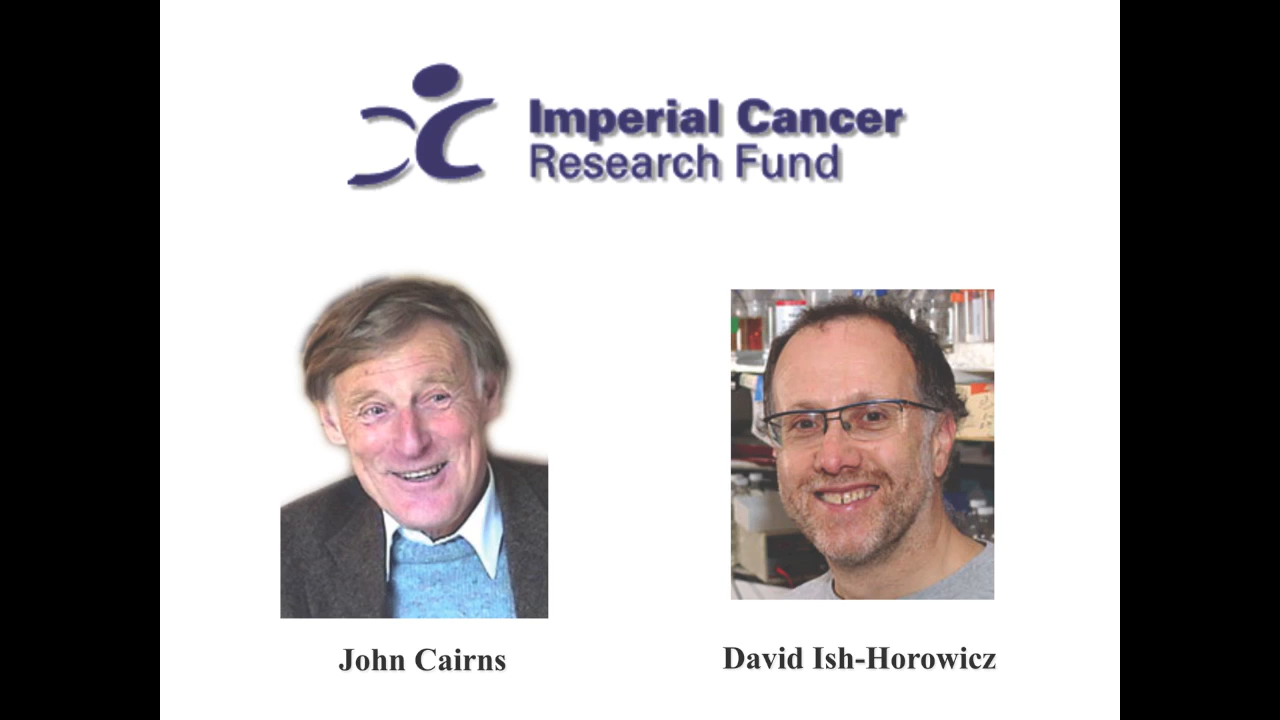 Imperial Cancer
Research Fund
John Cairns
David Ish-Horowicz